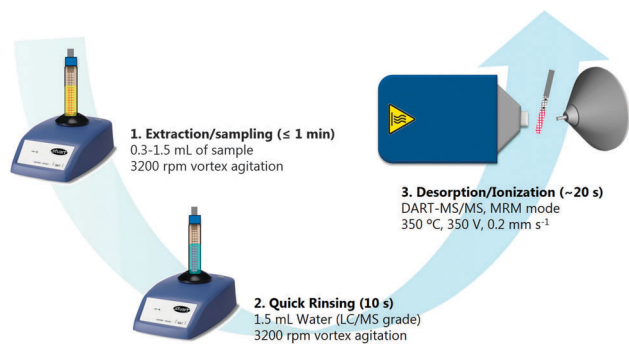 1. Extraction/sampling (≤ 1 min)
0.3-1.5 mL of sample
3200 rpm vortex agitation
2. Quick Rinsing (10 s)
1.5 mL Water (LC/MS grade)
3200 rpm vortex agitation
3. Desorption/Ionization (~20 s)
DART-MS/MS, MRM mode
350 ºC, 350 V, 0.2 mm s⁻¹